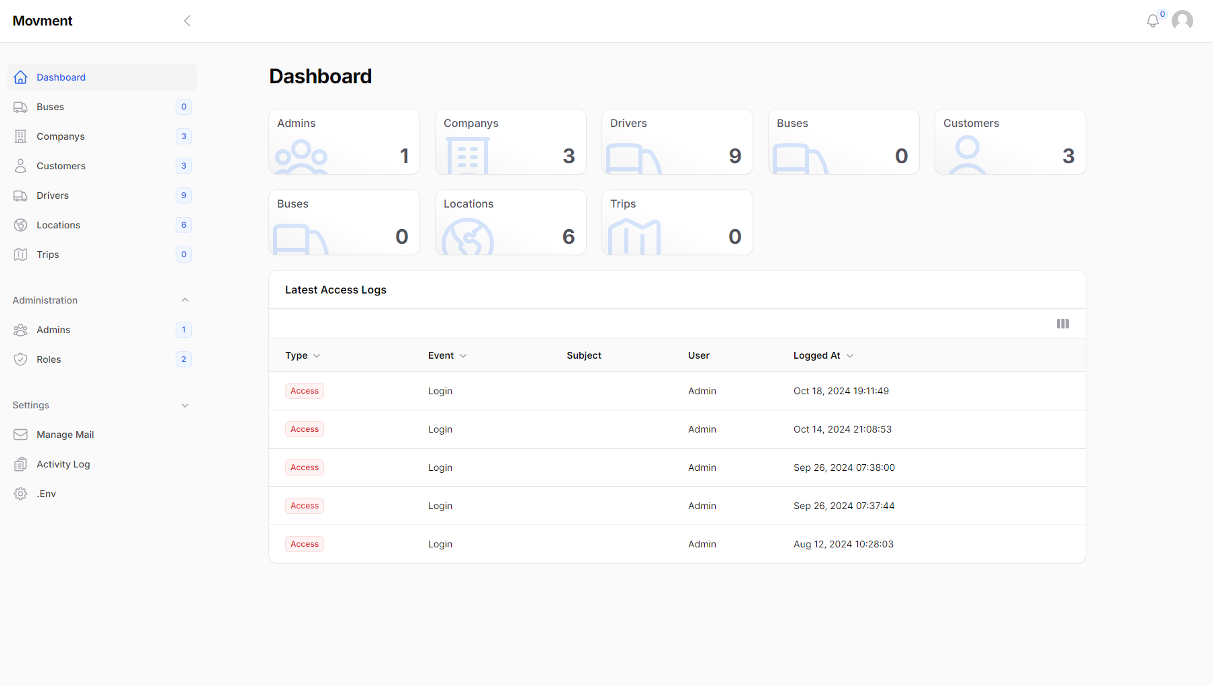 Movment
0
Dashboard
Buses 0
Companys 3
Customers 3
Drivers 9
Locations 6
Trips 0
Administration
Admins 1
Roles 2
Settings
Manage Mail
Activity Log
.Env
Dashboard
Admins
1
Companys
3
Drivers
9
Buses
0
Customers
3
Buses
0
Locations
6
Trips
0
Latest Access Logs
Type Event Subject User Logged At
Access Login Admin Oct 18, 2024 19:11:49
Access Login Admin Oct 14, 2024 21:08:53
Access Login Admin Sep 26, 2024 07:38:00
Access Login Admin Sep 26, 2024 07:37:44
Access Login Admin Aug 12, 2024 10:28:03